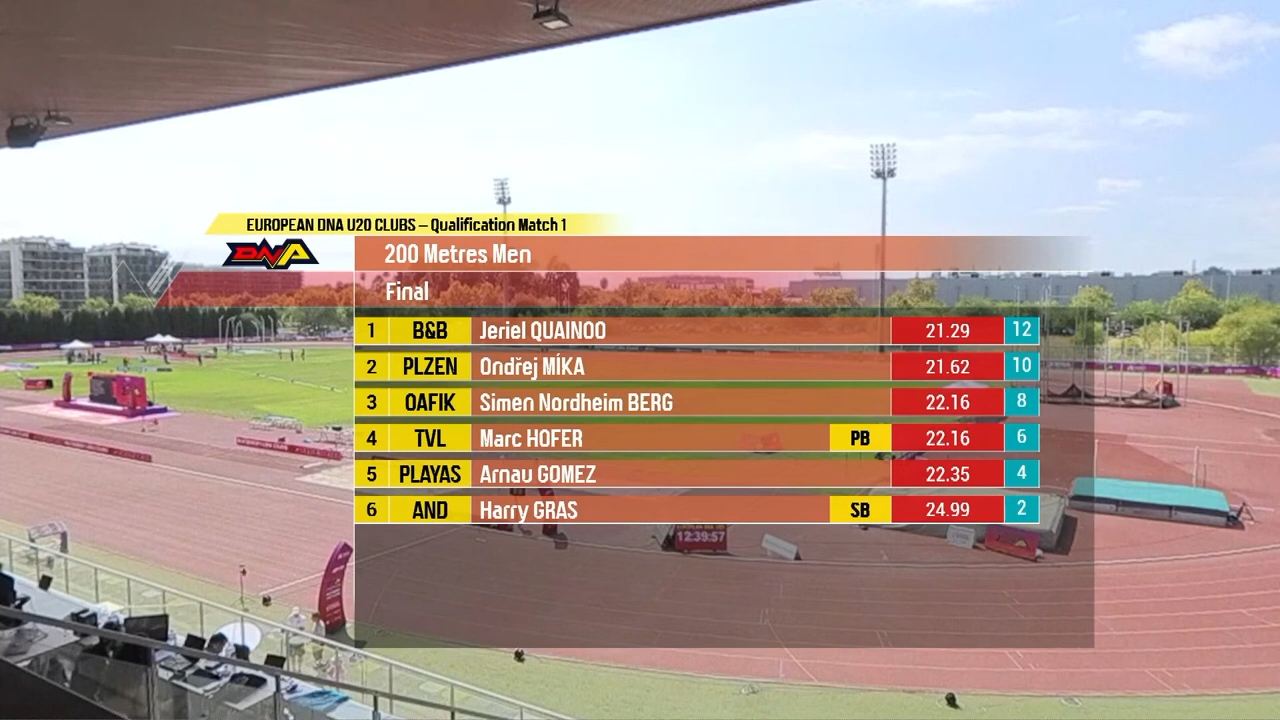 EUROPEAN DNA U20 CLUBS – Qualification Match 1
DNA
200 Metres Men
Final
1 B&B Jeriel QUAINOO 21.29 12
2 PLZEN Ondřej MÍKA 21.62 10
3 OAFIK Simen Nordheim BERG 22.16 8
4 TVL Marc HOFER PB 22.16 6
5 PLAYAS Arnau GOMEZ 22.35 4
6 AND Harry GRAS SB 24.99 2
12:39:57